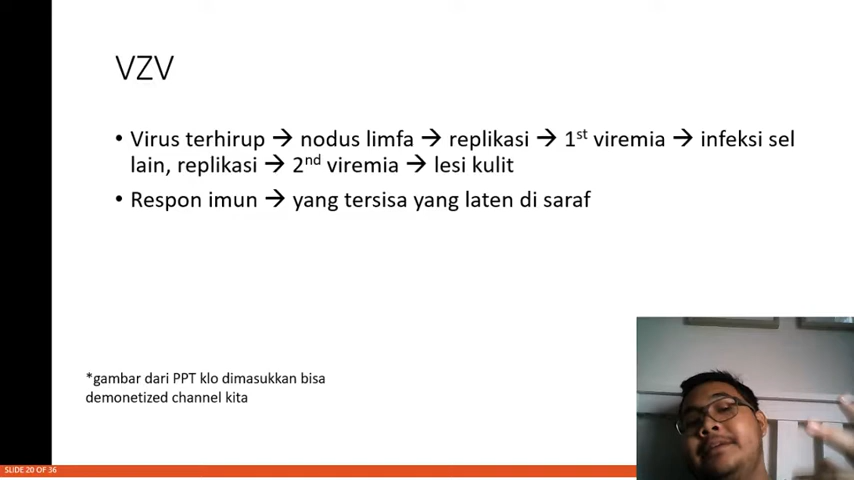 VZV
• Virus terhirup → nodus limfa → replikasi → 1st viremia → infeksi sel
lain, replikasi → 2nd viremia → lesi kulit
• Respon imun → yang tersisa yang laten di saraf
*gambar dari PPT klo dimasukkan bisa
demonetized channel kita
SLIDE 20 OF 36